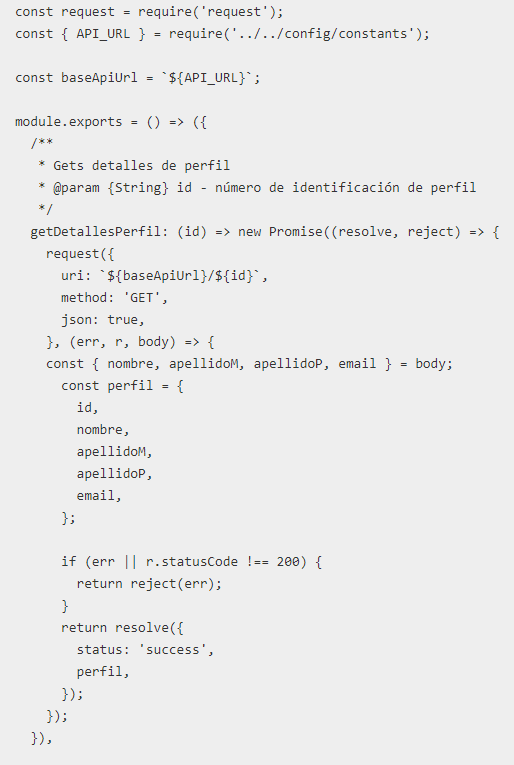 const request = require('request');
const { API_URL } = require('../../config/constants');

const baseApiUrl = `${API_URL}`;

module.exports = () => ({
  /**
   * Gets detalles de perfil
   * @param {String} id - número de identificación de perfil
   */
  getDetallesPerfil: (id) => new Promise((resolve, reject) => {
    request({
      uri: `${baseApiUrl}/${id}`,
      method: 'GET',
      json: true,
    }, (err, r, body) => {
    const { nombre, apellidoM, apellidoP, email } = body;
      const perfil = {
        id,
        nombre,
        apellidoM,
        apellidoP,
        email,
      };

      if (err || r.statusCode !== 200) {
        return reject(err);
      }
      return resolve({
        status: 'success',
        perfil,
      });
    });
  }),